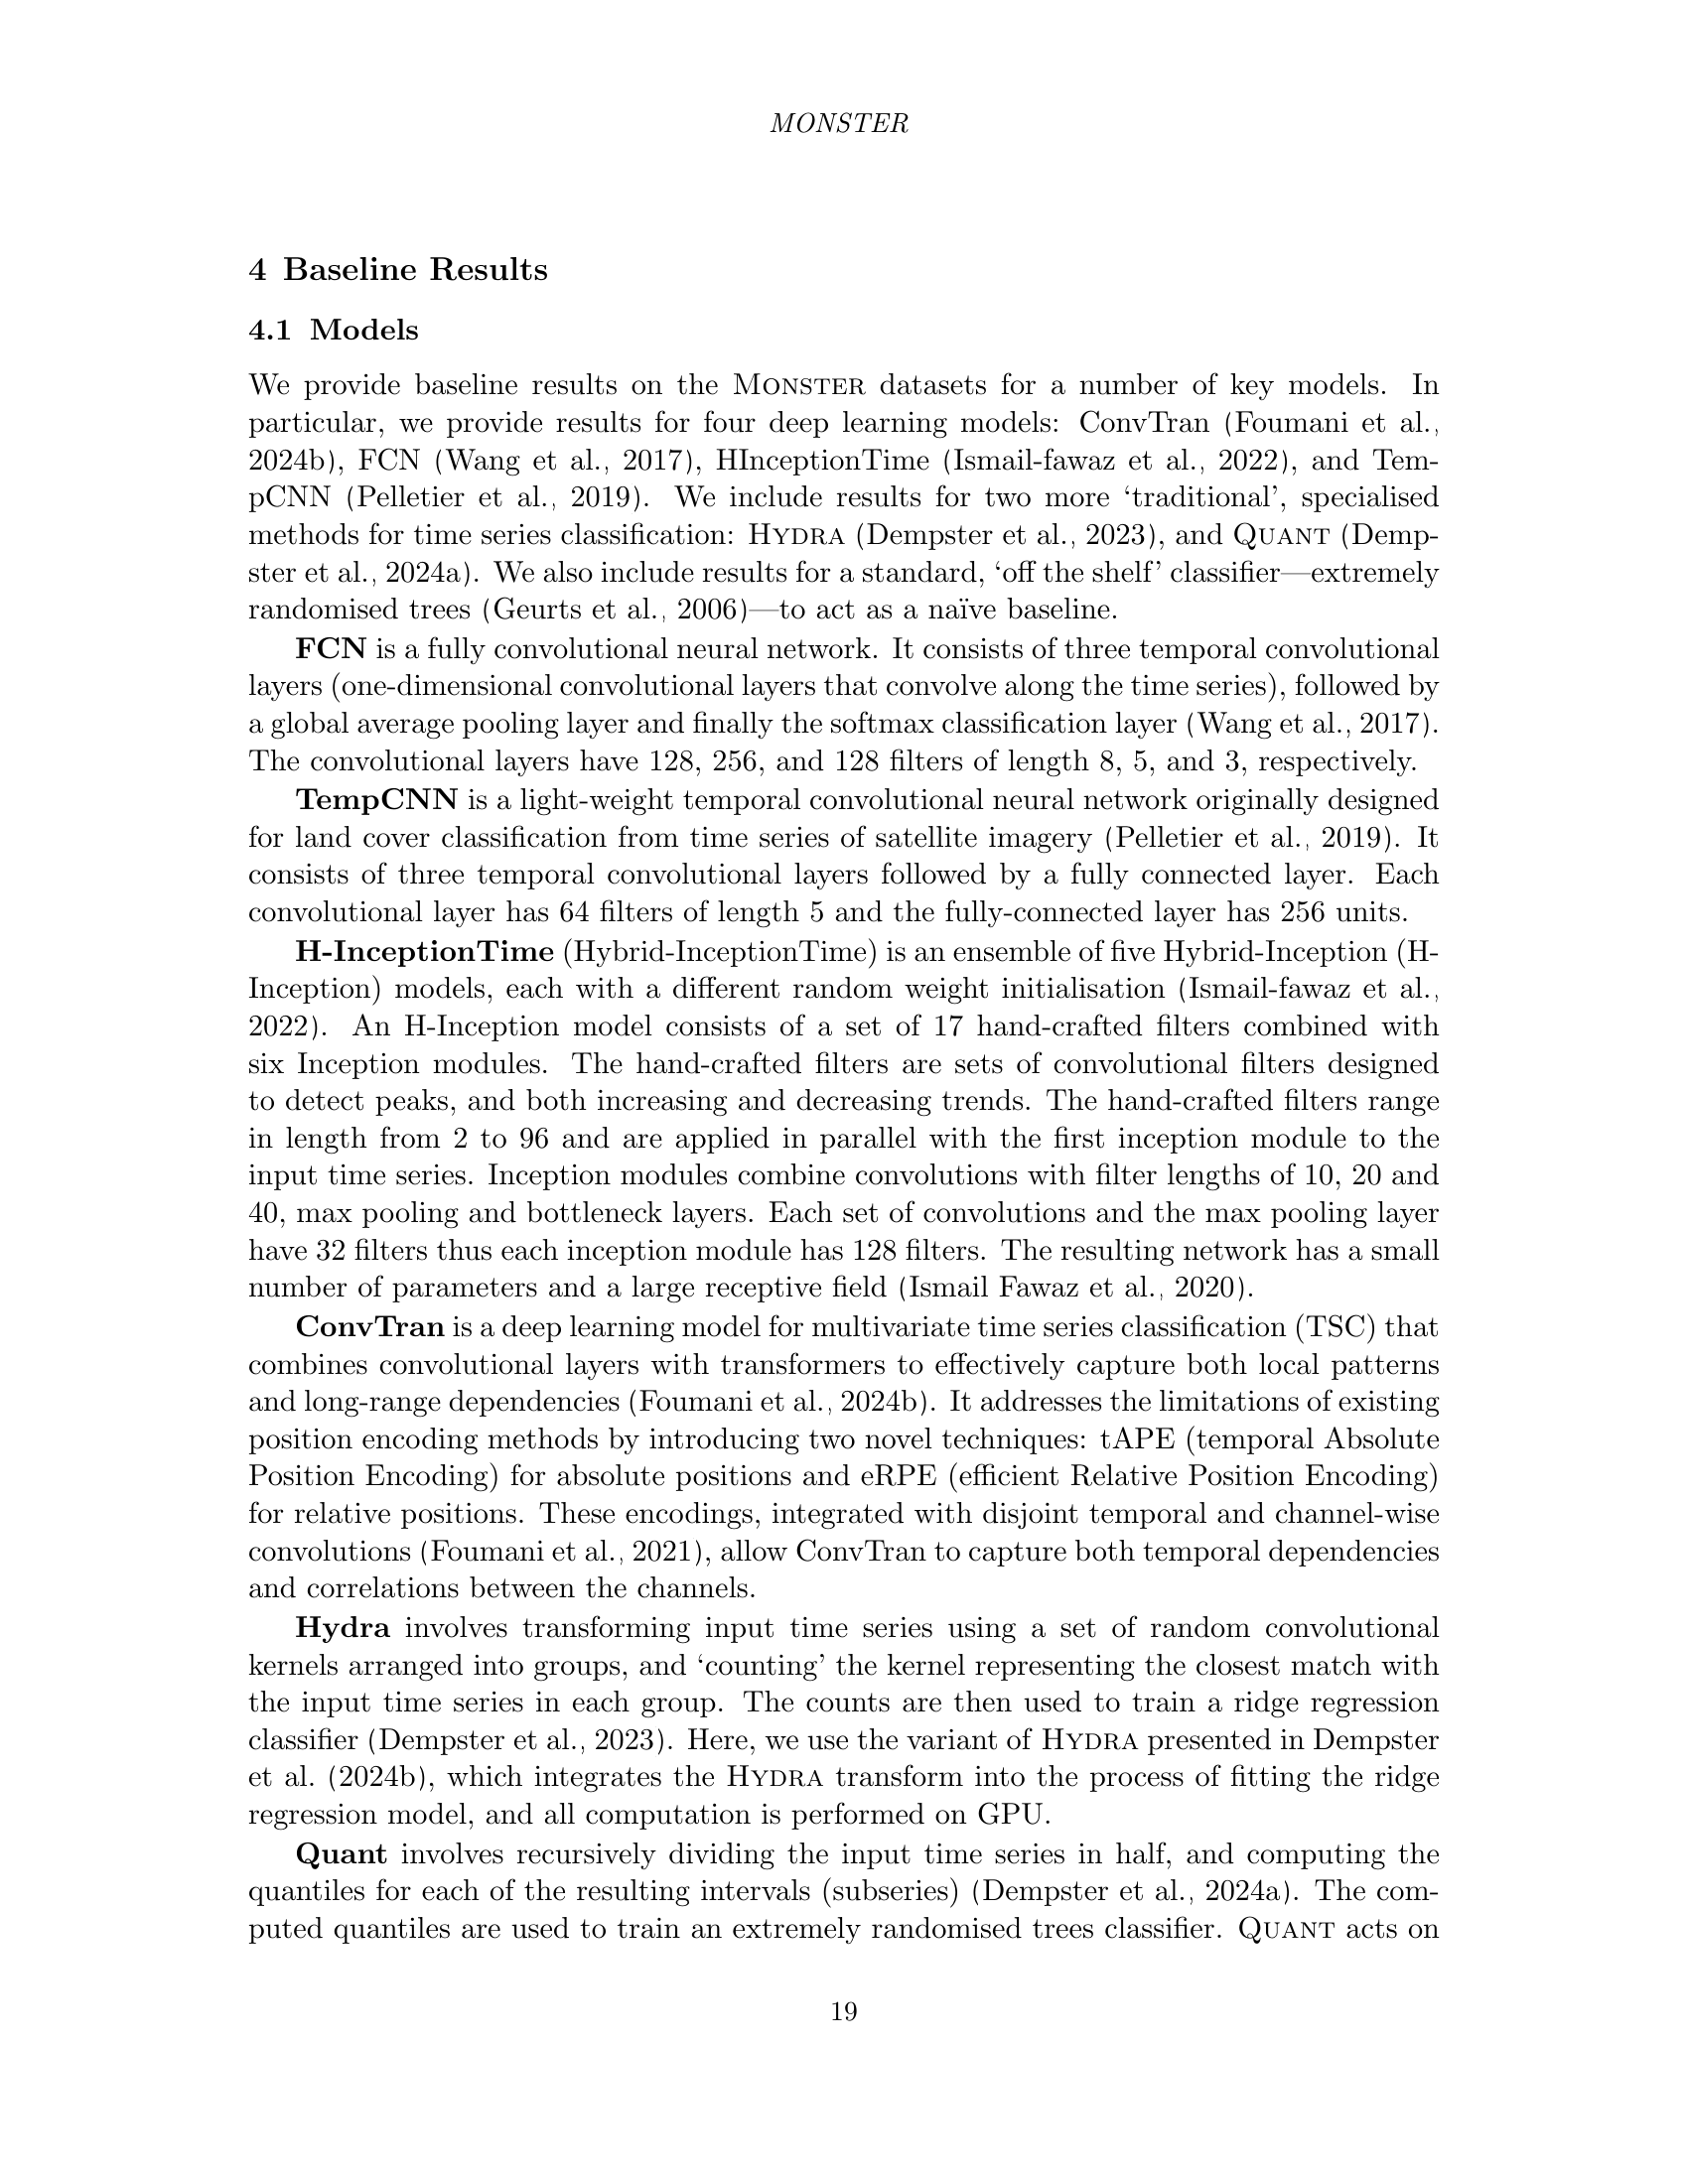 MONSTER
4 Baseline Results
4.1 Models
We provide baseline results on the MONSTER datasets for a number of key models. In
particular, we provide results for four deep learning models: ConvTran (Foumani et al.,
2024b), FCN (Wang et al., 2017), HInceptionTime (Ismail-fawaz et al., 2022), and Tem-
pCNN (Pelletier et al., 2019). We include results for two more ‘traditional’, specialised
methods for time series classification: HYDRA (Dempster et al., 2023), and QUANT (Demp-
ster et al., 2024a). We also include results for a standard, ‘off the shelf’ classifier—extremely
randomised trees (Geurts et al., 2006)—to act as a naïve baseline.
FCN is a fully convolutional neural network. It consists of three temporal convolutional
layers (one-dimensional convolutional layers that convolve along the time series), followed by
a global average pooling layer and finally the softmax classification layer (Wang et al., 2017).
The convolutional layers have 128, 256, and 128 filters of length 8, 5, and 3, respectively.
TempCNN is a light-weight temporal convolutional neural network originally designed
for land cover classification from time series of satellite imagery (Pelletier et al., 2019). It
consists of three temporal convolutional layers followed by a fully connected layer. Each
convolutional layer has 64 filters of length 5 and the fully-connected layer has 256 units.
H-InceptionTime (Hybrid-InceptionTime) is an ensemble of five Hybrid-Inception (H-
Inception) models, each with a different random weight initialisation (Ismail-fawaz et al.,
2022). An H-Inception model consists of a set of 17 hand-crafted filters combined with
six Inception modules. The hand-crafted filters are sets of convolutional filters designed
to detect peaks, and both increasing and decreasing trends. The hand-crafted filters range
in length from 2 to 96 and are applied in parallel with the first inception module to the
input time series. Inception modules combine convolutions with filter lengths of 10, 20 and
40, max pooling and bottleneck layers. Each set of convolutions and the max pooling layer
have 32 filters thus each inception module has 128 filters. The resulting network has a small
number of parameters and a large receptive field (Ismail Fawaz et al., 2020).
ConvTran is a deep learning model for multivariate time series classification (TSC) that
combines convolutional layers with transformers to effectively capture both local patterns
and long-range dependencies (Foumani et al., 2024b). It addresses the limitations of existing
position encoding methods by introducing two novel techniques: tAPE (temporal Absolute
Position Encoding) for absolute positions and eRPE (efficient Relative Position Encoding)
for relative positions. These encodings, integrated with disjoint temporal and channel-wise
convolutions (Foumani et al., 2021), allow ConvTran to capture both temporal dependencies
and correlations between the channels.
Hydra involves transforming input time series using a set of random convolutional
kernels arranged into groups, and ‘counting’ the kernel representing the closest match with
the input time series in each group. The counts are then used to train a ridge regression
classifier (Dempster et al., 2023). Here, we use the variant of HYDRA presented in Dempster
et al. (2024b), which integrates the HYDRA transform into the process of fitting the ridge
regression model, and all computation is performed on GPU.
Quant involves recursively dividing the input time series in half, and computing the
quantiles for each of the resulting intervals (subseries) (Dempster et al., 2024a). The com-
puted quantiles are used to train an extremely randomised trees classifier. QUANT acts on
19